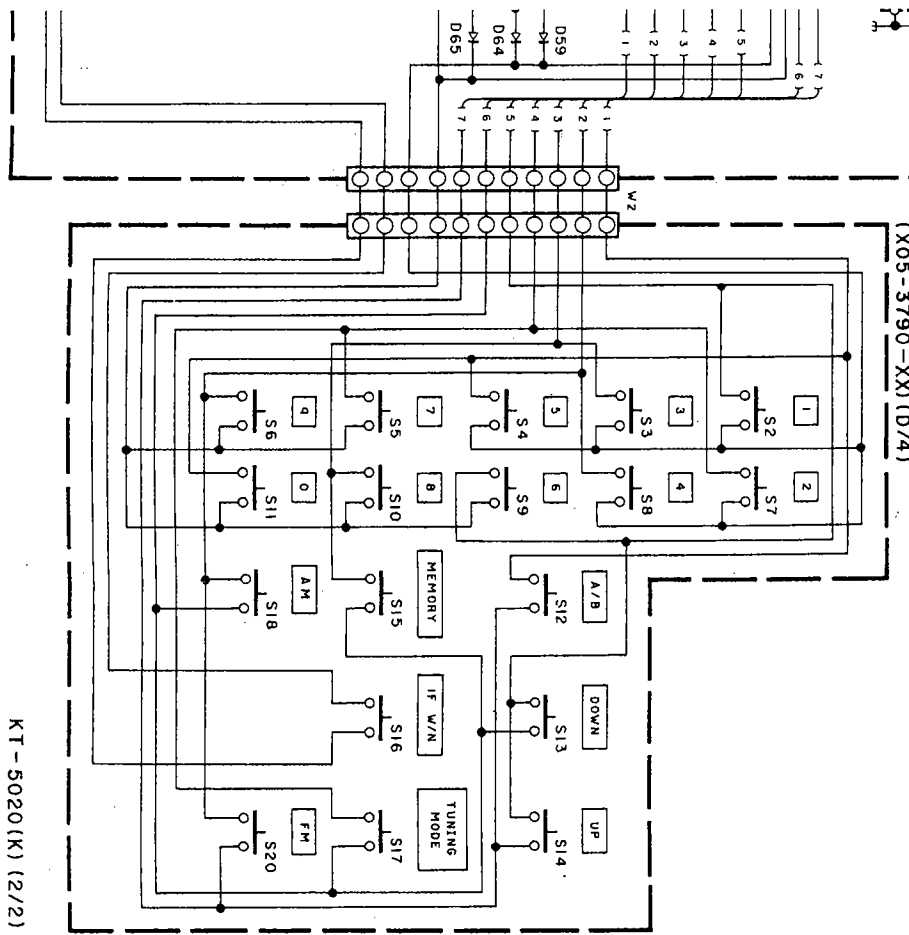 D65
D64
D59
1
2
3
4
5
6
7
7
6
5
4
3
2
1
W2
(X05-3790-XX)(D/4)
9
S6
7
S5
5
S4
3
S3
1
S2
0
S11
8
S10
6
S9
4
S8
2
S7
AM
S18
MEMORY
S15
A/B
S12
IF W/N
S16
DOWN
S13
FM
S20
TUNING
MODE
S17
UP
S14
KT-5020(K)(2/2)